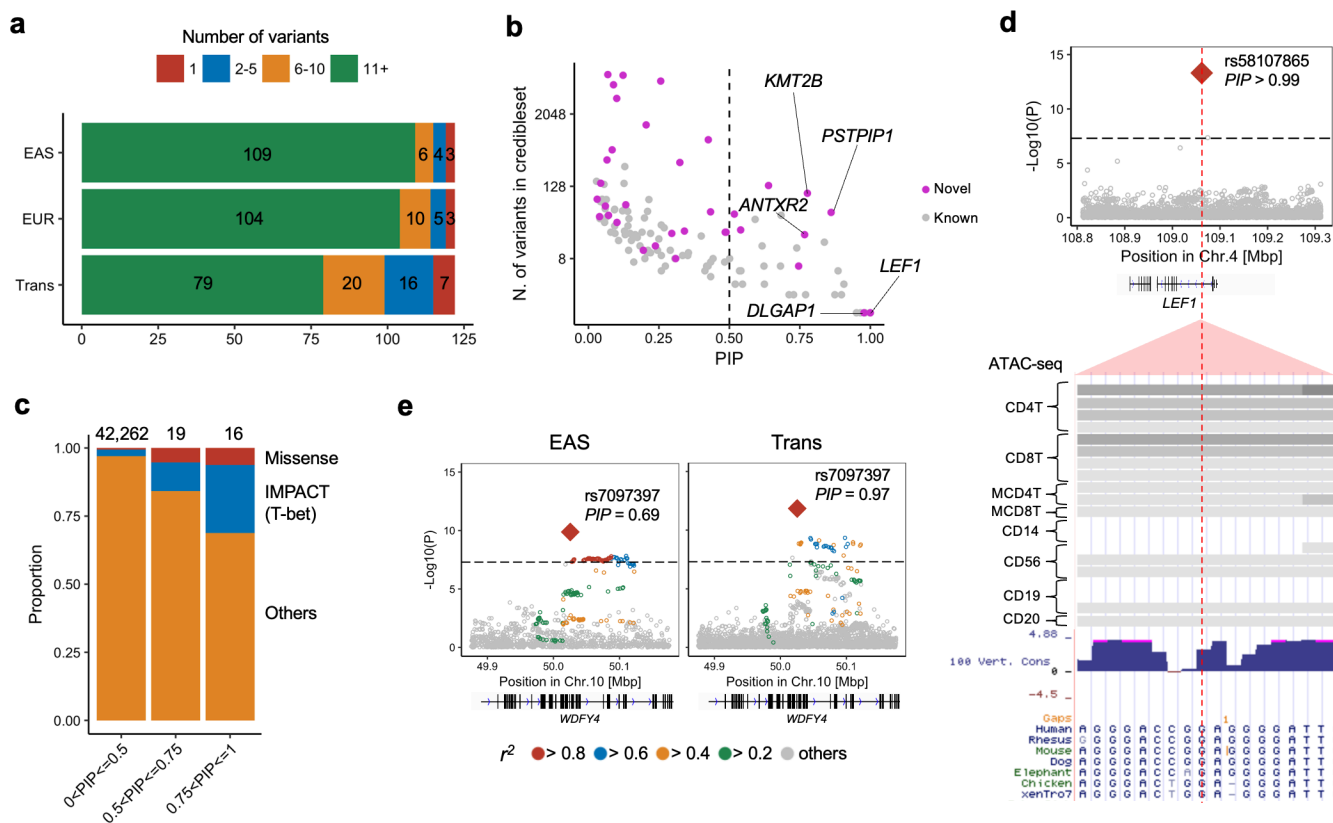 a
Number of variants
1
2-5
6-10
11+
EAS
109
6
4
3
EUR
104
10
5
3
Trans
79
20
16
7
0
25
50
75
100
125
b
N. of variants in credibleset
2048
128
8
KMT2B
PSTPIP1
ANTXR2
LEF1
DLGAP1
Novel
Known
0.00
0.25
0.50
0.75
1.00
PIP
c
42,262
19
16
Proportion
1.00
0.75
0.50
0.25
0.00
Missense
IMPACT
(T-bet)
Others
0<PIP<=0.5
0.5<PIP<=0.75
0.75<PIP<=1
d
-Log10(P)
15
10
5
0
rs58107865
PIP > 0.99
108.8
108.9
109.0
109.1
109.2
109.3
Position in Chr.4 [Mbp]
LEF1
ATAC-seq
CD4T
CD8T
MCD4T
MCD8T
CD14
CD56
CD19
CD20
4.88 _
100 Vert. Cons
0 _
-4.5 _
Gaps
1
Human A G G G A C C G G A G G G G A T T
Rhesus G G G G A C C G G A G G G G A T T
Mouse A G G G A C C G G A G G G G A T T
Dog A G G G A C C G G A G G G G A T T
Elephant A G G G A C C A G A G G G G A T T
Chicken A G G G A C T G G A - G G G A T T
xenTro7 A G G G A C T G G A - G G G A T T
e
EAS
Trans
-Log10(P)
15
10
5
0
rs7097397
PIP = 0.69
rs7097397
PIP = 0.97
49.9
50.0
50.1
49.9
50.0
50.1
Position in Chr.10 [Mbp]
Position in Chr.10 [Mbp]
WDFY4
WDFY4
r²
> 0.8
> 0.6
> 0.4
> 0.2
others